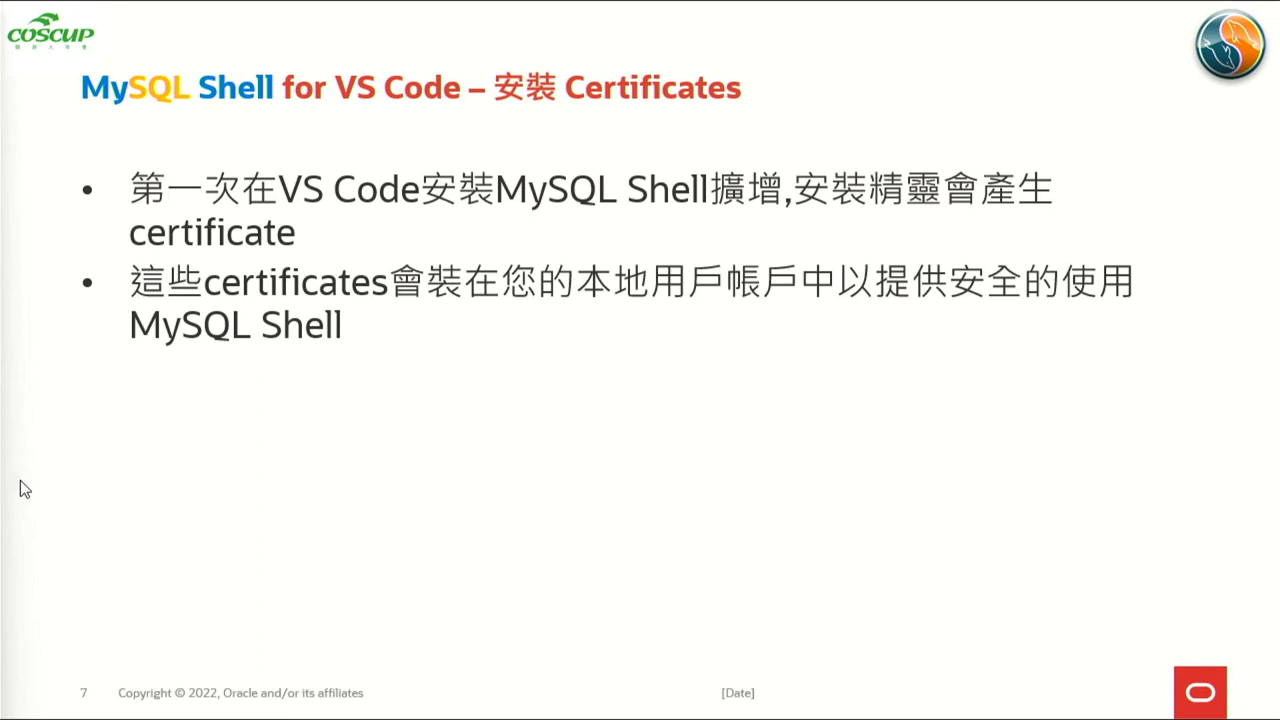 COSCUP
MySQL Shell for VS Code – 安裝 Certificates
• 第一次在VS Code安裝MySQL Shell擴增,安裝精靈會產生
certificate
• 這些certificates會裝在您的本地用戶帳戶中以提供安全的使用
MySQL Shell
7 Copyright © 2022, Oracle and/or its affiliates [Date]